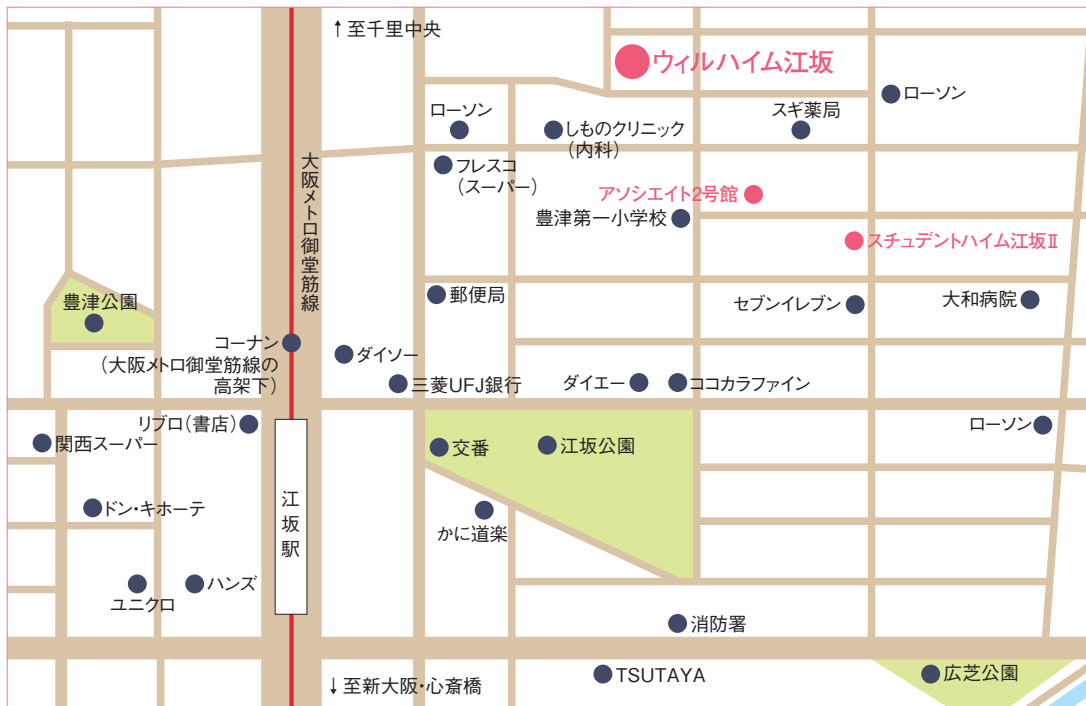 ↑至千里中央
ウィルハイム江坂
ローソン
ローソン
しものクリニック
(内科)
スギ薬局
フレスコ
(スーパー)
大阪メトロ御堂筋線
アソシエイト2号館
豊津第一小学校
スチュデントハイム江坂Ⅱ
豊津公園
郵便局
セブンイレブン
大和病院
コーナン
(大阪メトロ御堂筋線の
高架下)
ダイソー
三菱UFJ銀行
ダイエー
ココカラファイン
リブロ(書店)
関西スーパー
交番
江坂公園
ローソン
ドン・キホーテ
江坂駅
かに道楽
ユニクロ
ハンズ
消防署
↓至新大阪・心斎橋
TSUTAYA
広芝公園